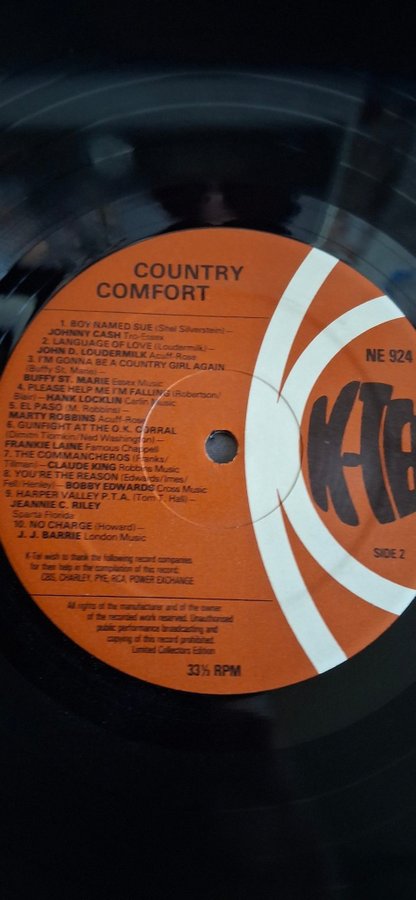 COUNTRY
COMFORT
1. BOY NAMED SUE (Shel Silverstein)—
JOHNNY CASH Tro-Essex
2. LANGUAGE OF LOVE (Loudermilk)—
JOHN D. LOUDERMILK Acuff-Rose
3. I'M GONNA BE A COUNTRY GIRL AGAIN
(Buffy St. Marie)—
BUFFY ST. MARIE Essex Music
4. PLEASE HELP ME I'M FALLING (Robertson/
Blair)—HANK LOCKLIN Carlin Music
5. EL PASO (M. Robbins)—
MARTY ROBBINS Acuff-Rose
6. GUNFIGHT AT THE O.K. CORRAL
(Dimitri Tiomkin/Ned Washington)—
FRANKIE LAINE Famous Chappell
7. THE COMMANCHEROS (Franks/
Tillman)—CLAUDE KING Robbins Music
8. YOU'RE THE REASON (Edwards/Imes/
Fell/Henley)—BOBBY EDWARDS Cross Music
9. HARPER VALLEY P.T.A. (Tom T. Hall)—
JEANNIE C. RILEY
Sparta Florida
10. NO CHARGE (Howard)—
J. J. BARRIE London Music
K-Tel wish to thank the following record companies
for their help in the compilation of this record:
CBS, CHARLEY, PYE, RCA, POWER EXCHANGE
All rights of the manufacturer and of the owner
of the recorded work reserved. Unauthorised
public performance broadcasting and
copying of this record prohibited.
Limited Collectors Edition
33⅓ RPM
NE 924
K-TEL
SIDE 2